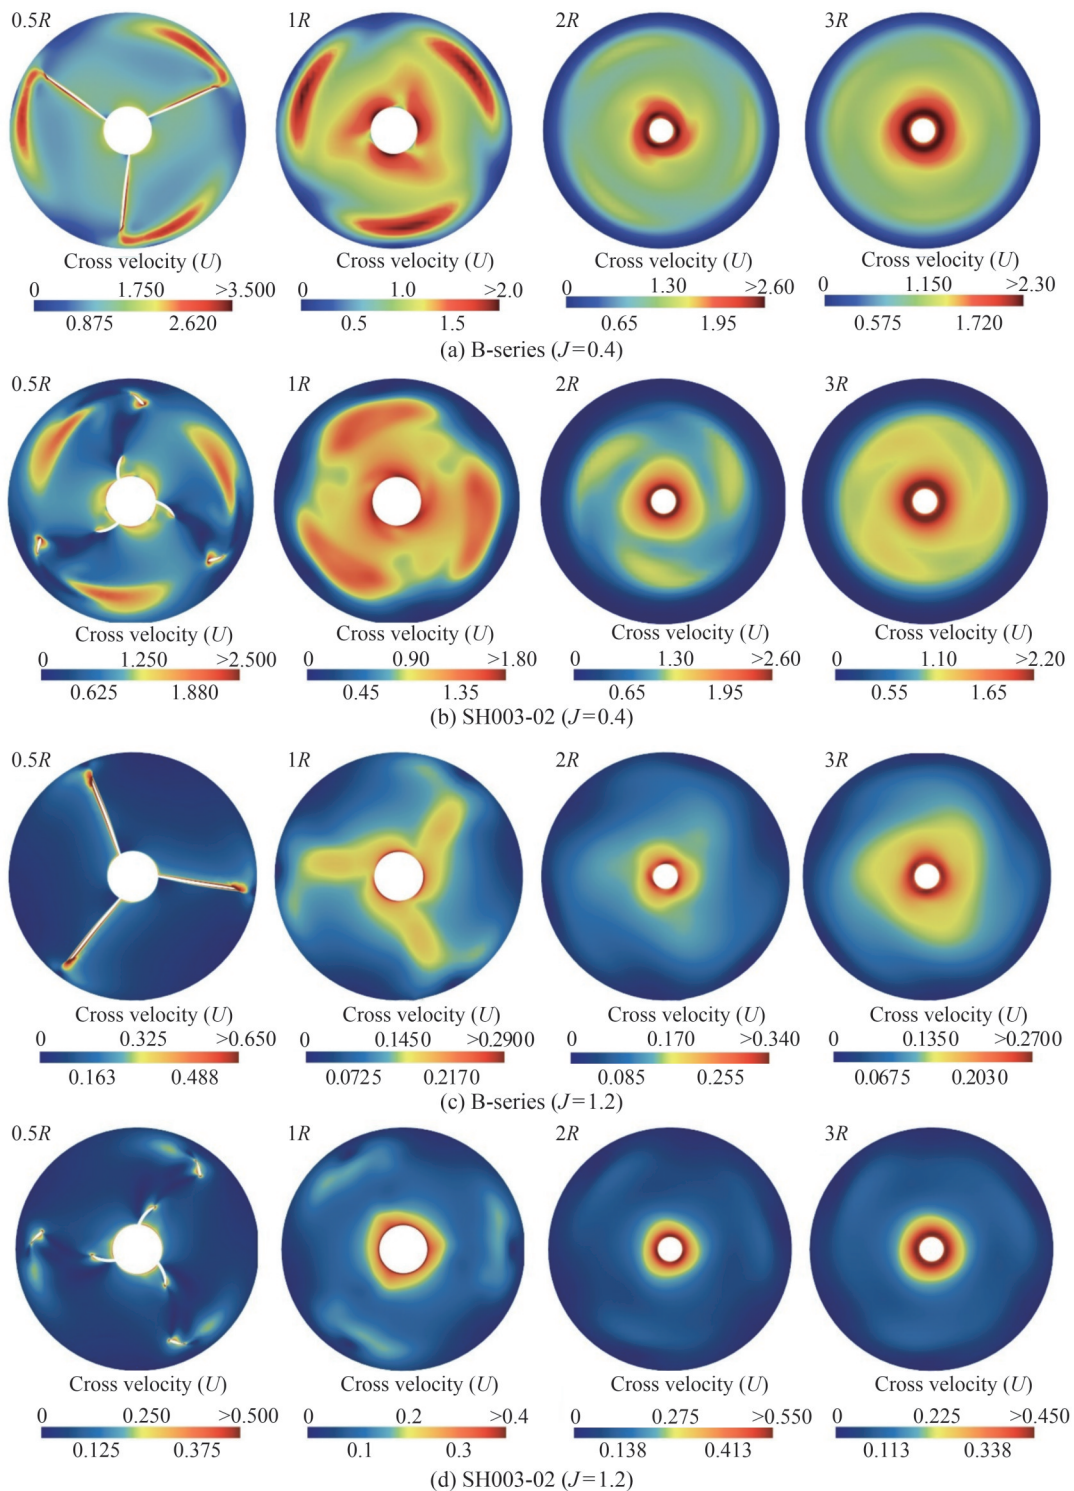 0.5R 1R 2R 3R
Cross velocity (U) Cross velocity (U) Cross velocity (U) Cross velocity (U)
0 1.750 >3.500 0 1.0 >2.0 0 1.30 >2.60 0 1.150 >2.30
0.875 2.620 0.5 1.5 0.65 1.95 0.575 1.720
(a) B-series (J=0.4)
0.5R 1R 2R 3R
Cross velocity (U) Cross velocity (U) Cross velocity (U) Cross velocity (U)
0 1.250 >2.500 0 0.90 >1.80 0 1.30 >2.60 0 1.10 >2.20
0.625 1.880 0.45 1.35 0.65 1.95 0.55 1.65
(b) SH003-02 (J=0.4)
0.5R 1R 2R 3R
Cross velocity (U) Cross velocity (U) Cross velocity (U) Cross velocity (U)
0 0.325 >0.650 0 0.1450 >0.2900 0 0.170 >0.340 0 0.1350 >0.2700
0.163 0.488 0.0725 0.2170 0.085 0.255 0.0675 0.2030
(c) B-series (J=1.2)
0.5R 1R 2R 3R
Cross velocity (U) Cross velocity (U) Cross velocity (U) Cross velocity (U)
0 0.250 >0.500 0 0.2 >0.4 0 0.275 >0.550 0 0.225 >0.450
0.125 0.375 0.1 0.3 0.138 0.413 0.113 0.338
(d) SH003-02 (J=1.2)